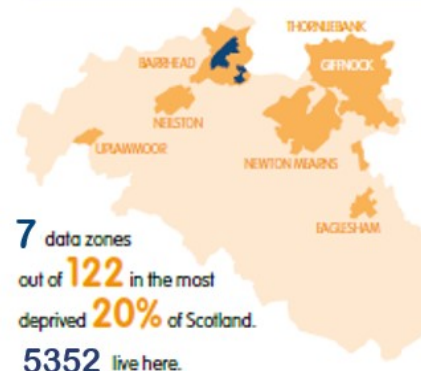 THORNLIEBANK
BARRHEAD
GIFFNOCK
NEILSTON
UPLAWMOOR
NEWTON MEARNS
EAGLESHAM
7 data zones
out of 122 in the most
deprived 20% of Scotland.
5352 live here.